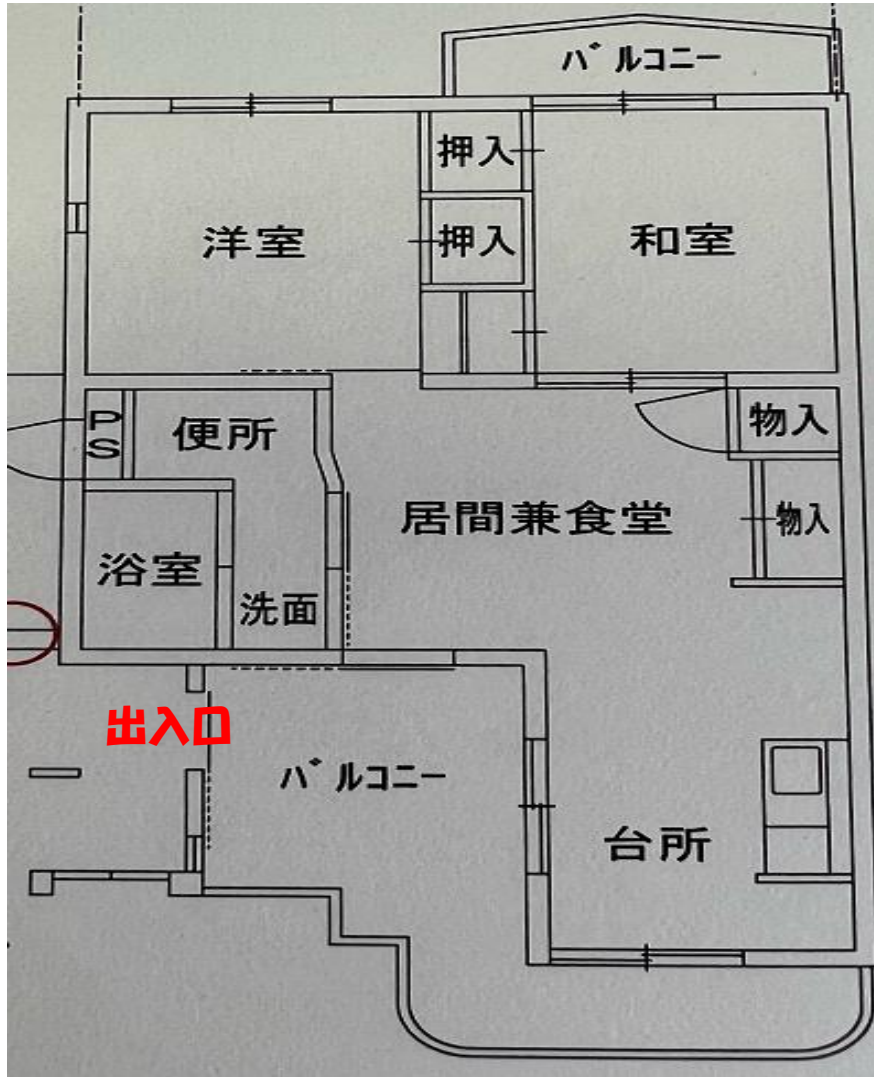 バルコニー
押入
洋室
押入
和室
PS
便所
物入
居間兼食堂
物入
浴室
洗面
出入口
バルコニー
台所